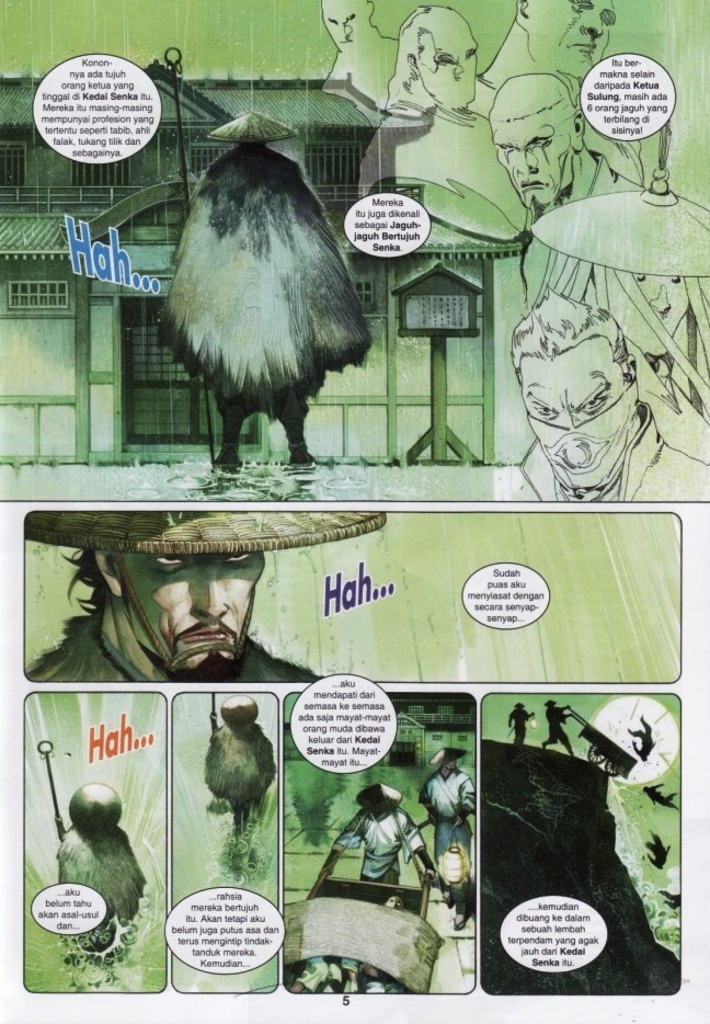 Konon-
nya ada tujuh
orang ketua yang
tinggal di Kedai Senka itu.
Mereka itu masing-masing
mempunyai profesion yang
tertentu seperti tabib, ahli
falak, tukang tilik dan
sebagainya.
Itu ber-
makna selain
daripada Ketua
Sulung, masih ada
6 orang jaguh yang
terbilang di
sisinya!
Mereka
itu juga dikenali
sebagai Jaguh-
jaguh Bertujuh
Senka.
Hah...
Hah...
Sudah
puas aku
menyiasat dengan
secara senyap-
senyap...
Hah...
...aku
belum tahu
akan asal-usul
dan...
...rahsia
mereka bertujuh
itu. Akan tetapi aku
belum juga putus asa dan
terus mengintip tindak-
tanduk mereka.
Kemudian...
...aku
mendapati dari
semasa ke semasa
ada saja mayat-mayat
orang muda dibawa
keluar dari Kedai
Senka itu. Mayat-
mayat itu...
....kemudian
dibuang ke dalam
sebuah lembah
terpendam yang agak
jauh dari Kedai
Senka itu.
5